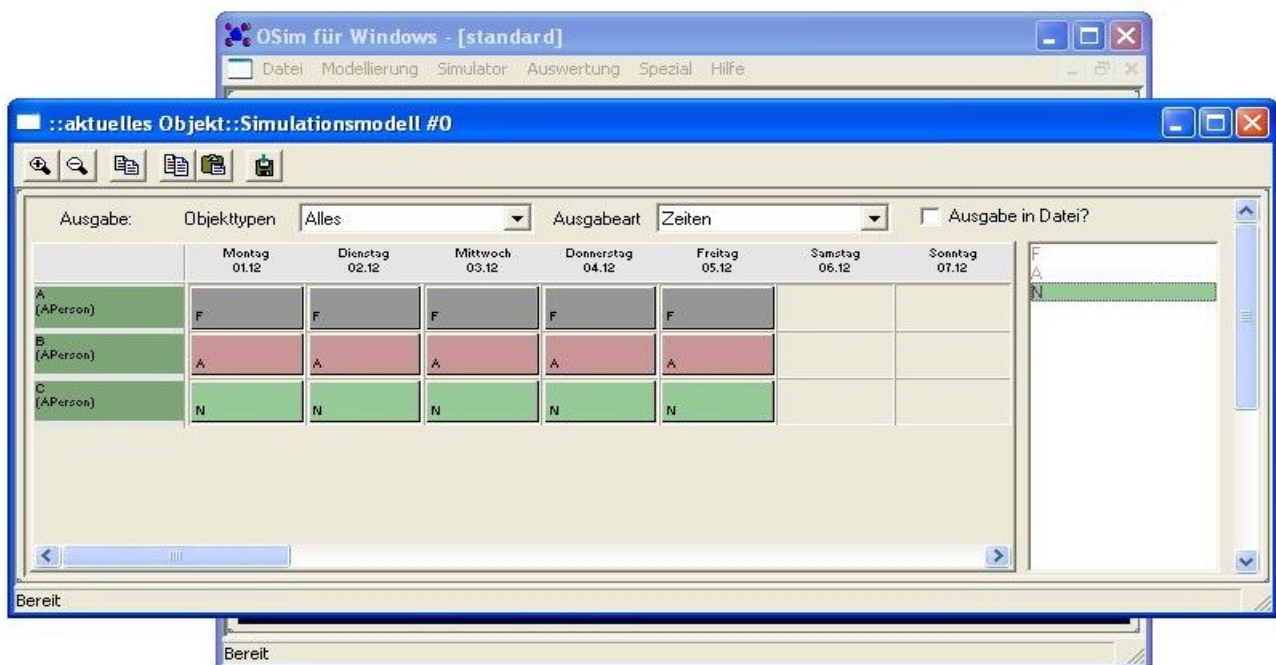 OSim für Windows - [standard]
Datei Modellierung Simulator Auswertung Spezial Hilfe
::aktuelles Objekt::Simulationsmodell #0
Ausgabe: Objekttypen Alles Ausgabeart Zeiten Ausgabe in Datei?
Montag Dienstag Mittwoch Donnerstag Freitag Samstag Sonntag
01.12 02.12 03.12 04.12 05.12 06.12 07.12
F
A
N
A
(APerson)
F F F F F
B
(APerson)
A A A A A
C
(APerson)
N N N N N
Bereit
Bereit